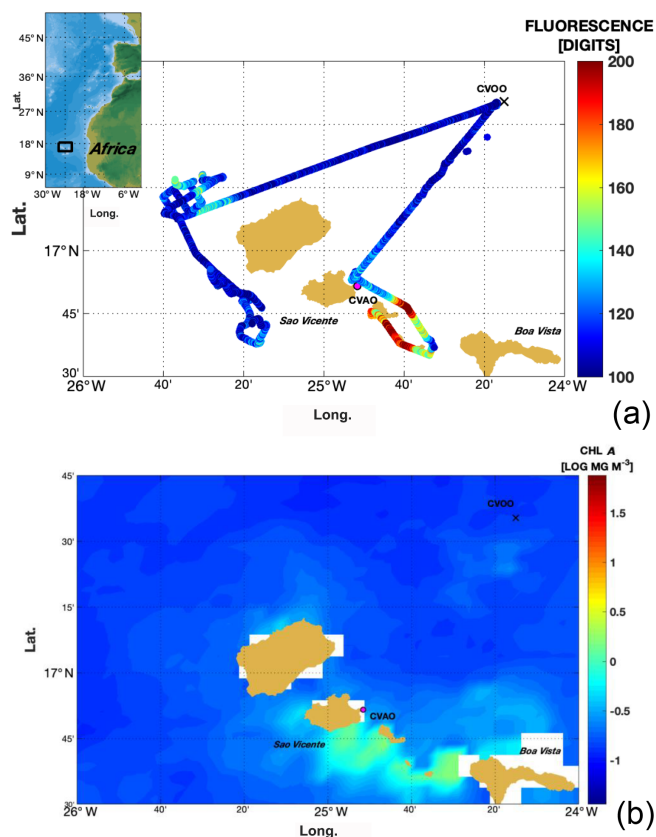 FLUORESCENCE
[DIGITS]
45° N
36° N
27° N
18° N
9° N
Lat.
Africa
30° W 18° W 6° W
Long.
CVOO
200
180
160
140
120
100
Lat.
17° N
45'
30'
CVAO
Sao Vicente
Boa Vista
26° W 40' 20' 25° W 40' 20' 24° W
Long.
(a)
CHL A
[LOG MG M-3]
45'
30'
15'
17° N
45'
30'
Lat.
CVOO
CVAO
Sao Vicente
Boa Vista
1.5
1
0.5
0
-0.5
-1
26° W 40' 20' 25° W 40' 20' 24° W
Long.
(b)